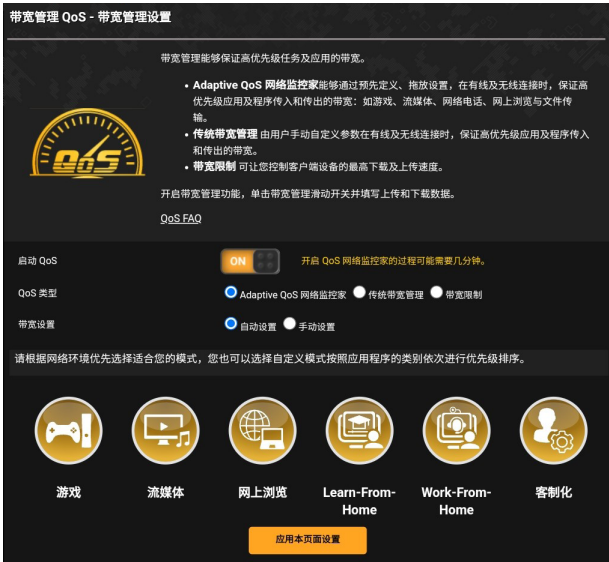 带宽管理 QoS - 带宽管理设置
带宽管理能够保证高优先级任务及应用的带宽。
• Adaptive QoS 网络监控家能够通过预先定义、拖放设置，在有线及无线连接时，保证高
优先级应用及程序传入和传出的带宽：如游戏、流媒体、网络电话、网上浏览与文件传
输。
• 传统带宽管理 由用户手动自定义参数在有线及无线连接时，保证高优先级应用及程序传入
和传出的带宽。
• 带宽限制 可让您控制客户端设备的最高下载及上传速度。
开启带宽管理功能，单击带宽管理滑动开关并填写上传和下载数据。
QoS
QoS FAQ
启动 QoS
ON
开启 QoS 网络监控家的过程可能需要几分钟。
QoS 类型
Adaptive QoS 网络监控家 传统带宽管理 带宽限制
带宽设置
自动设置 手动设置
请根据网络环境优先选择适合您的模式，您也可以选择自定义模式按照应用程序的类别依次进行优先级排序。
游戏
流媒体
网上浏览
Learn-From-
Home
Work-From-
Home
客制化
应用本页面设置